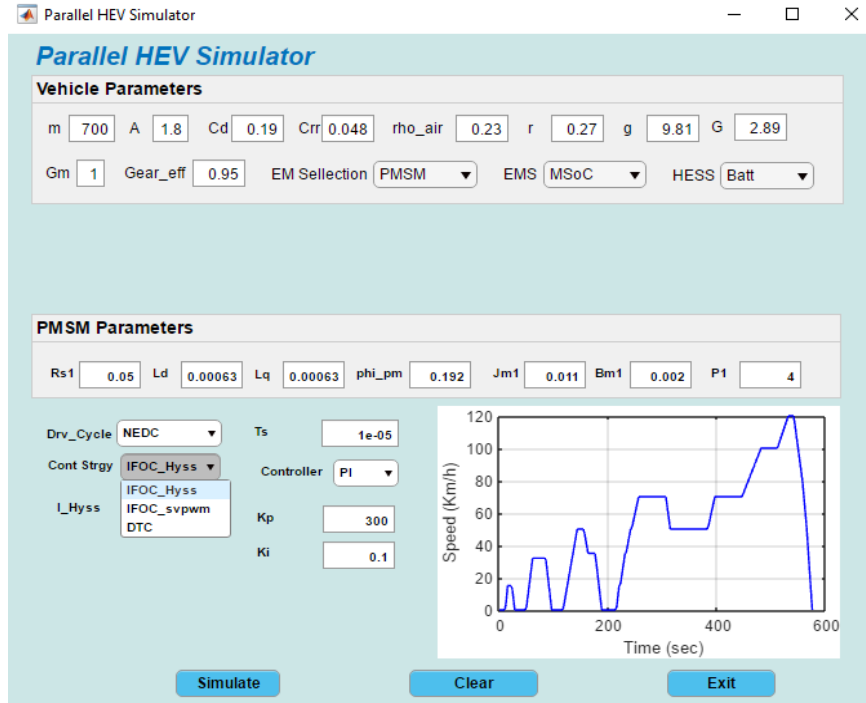 Parallel HEV Simulator
Parallel HEV Simulator
Vehicle Parameters
m 700 A 1.8 Cd 0.19 Crr 0.048 rho_air 0.23 r 0.27 g 9.81 G 2.89
Gm 1 Gear_eff 0.95 EM Sellection PMSM EMS MSoC HESS Batt
PMSM Parameters
Rs1 0.05 Ld 0.00063 Lq 0.00063 phi_pm 0.192 Jm1 0.011 Bm1 0.002 P1 4
Drv_Cycle NEDC Ts 1e-05
Cont Strgy IFOC_Hyss Controller PI
IFOC_Hyss
I_Hyss IFOC_svpwm Kp 300
DTC
Ki 0.1
120
100
80
60
40
20
0
Speed (Km/h)
0 200 400 600
Time (sec)
Simulate Clear Exit